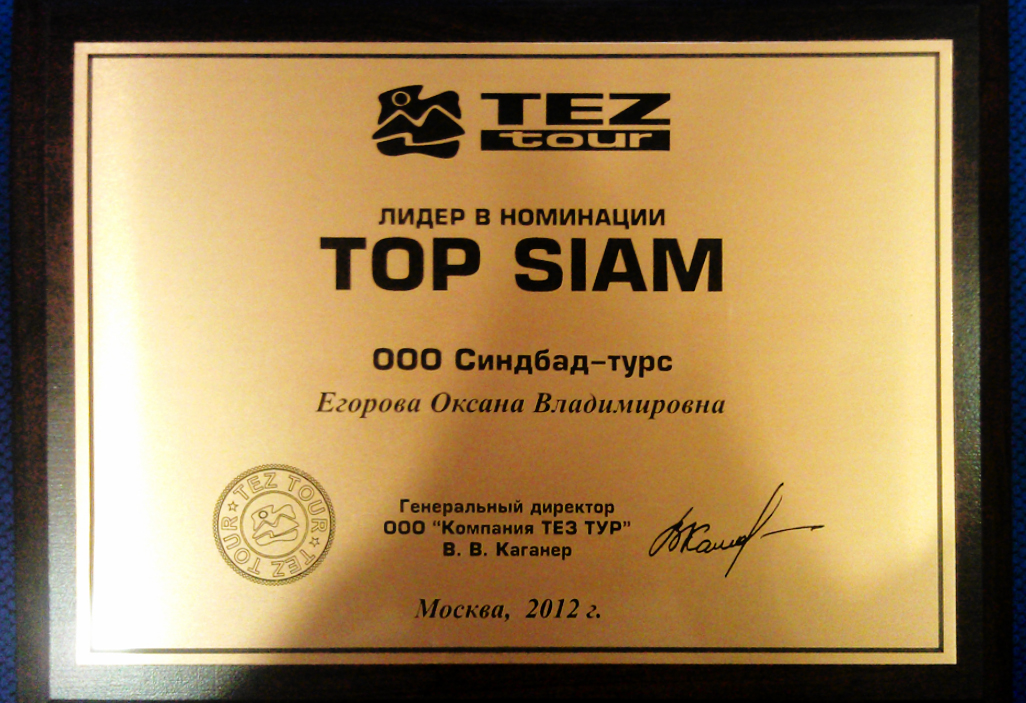 TEZ
tour
ЛИДЕР В НОМИНАЦИИ
TOP SIAM
ООО Синдбад-турс
Егорова Оксана Владимировна
TEZ TOUR ☆ TEZ TOUR ☆
Генеральный директор
ООО "Компания ТЕЗ ТУР"
В. В. Каганер
Москва, 2012 г.